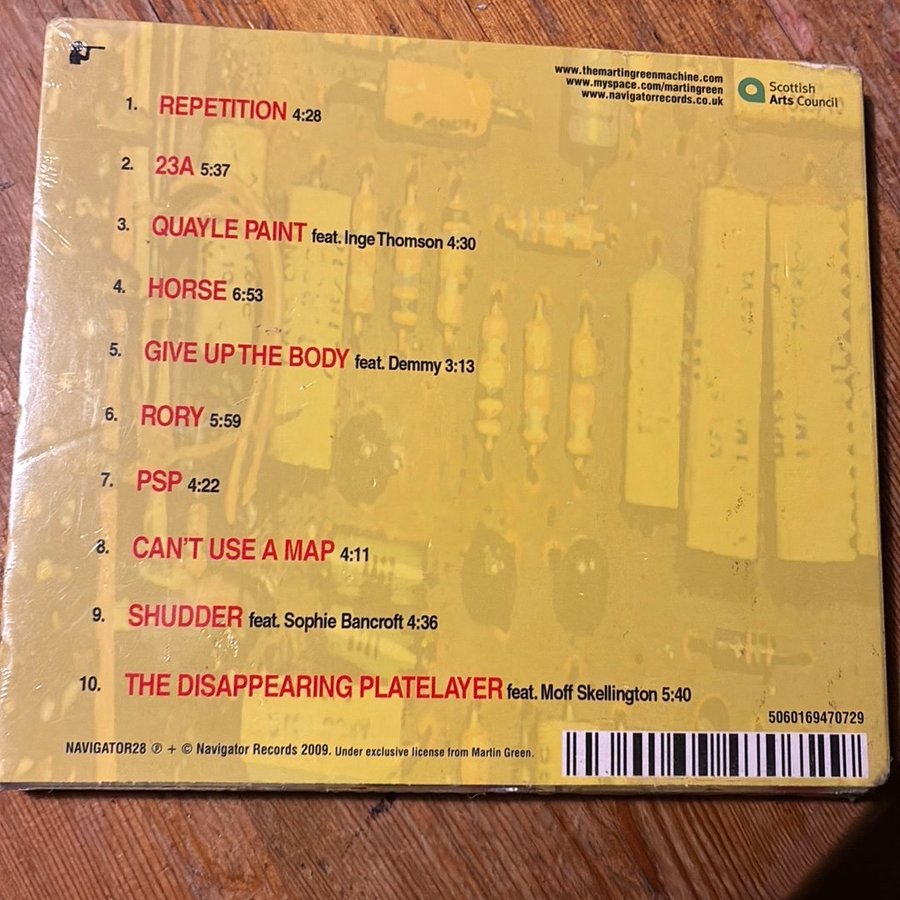 www.themartingreenmachine.com
www.myspace.com/martingreen
www.navigatorrecords.co.uk
Scottish
Arts Council
1. REPETITION 4:28
2. 23A 5:37
3. QUAYLE PAINT feat. Inge Thomson 4:30
4. HORSE 6:53
5. GIVE UP THE BODY feat. Demmy 3:13
6. RORY 5:59
7. PSP 4:22
8. CAN'T USE A MAP 4:11
9. SHUDDER feat. Sophie Bancroft 4:36
10. THE DISAPPEARING PLATELAYER feat. Moff Skellington 5:40
5060169470729
NAVIGATOR28 ℗ + © Navigator Records 2009. Under exclusive license from Martin Green.